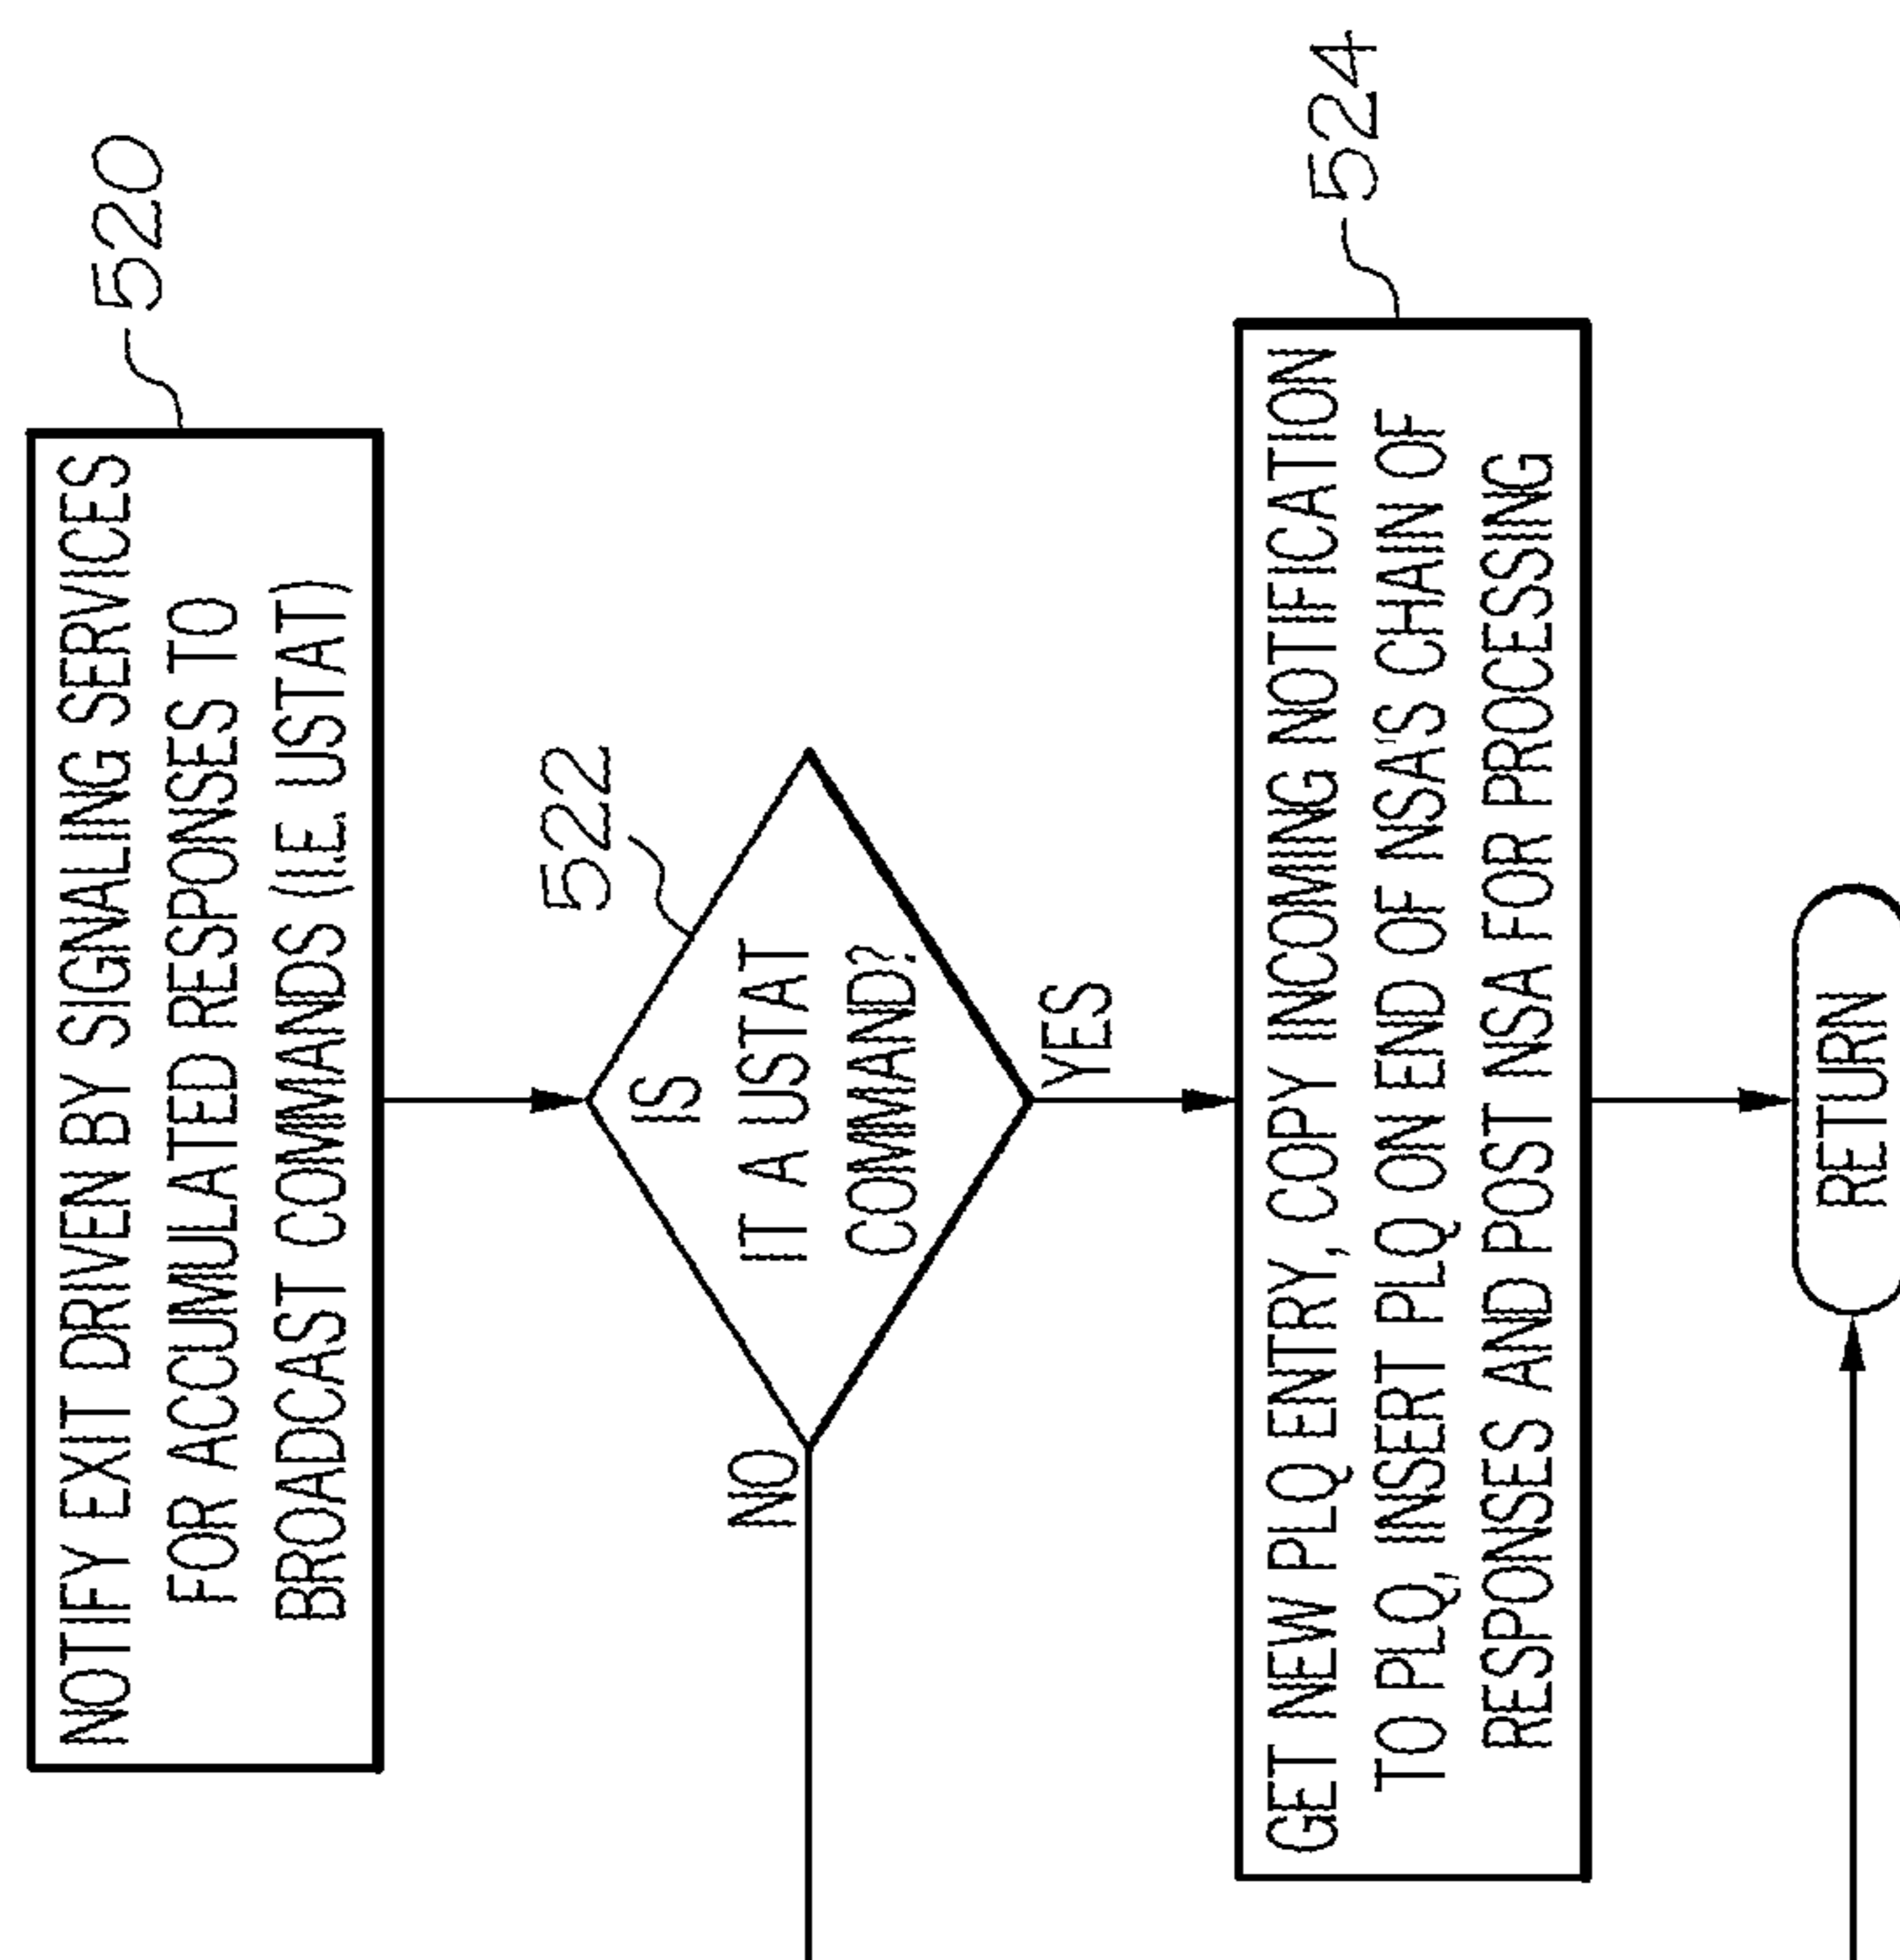 520
NOTIFY EXIT DRIVEN BY SIGNALING SERVICES
FOR ACCUMULATED RESPONSES TO
BROADCAST COMMANDS (I.E. USTAT)
522
IS
IT A USTAT
COMMAND?
NO
YES
524
GET NEW PLQ ENTRY, COPY INCOMING NOTIFICATION
TO PLQ, INSERT PLQ ON END OF NSA'S CHAIN OF
RESPONSES AND POST NSA FOR PROCESSING
RETURN